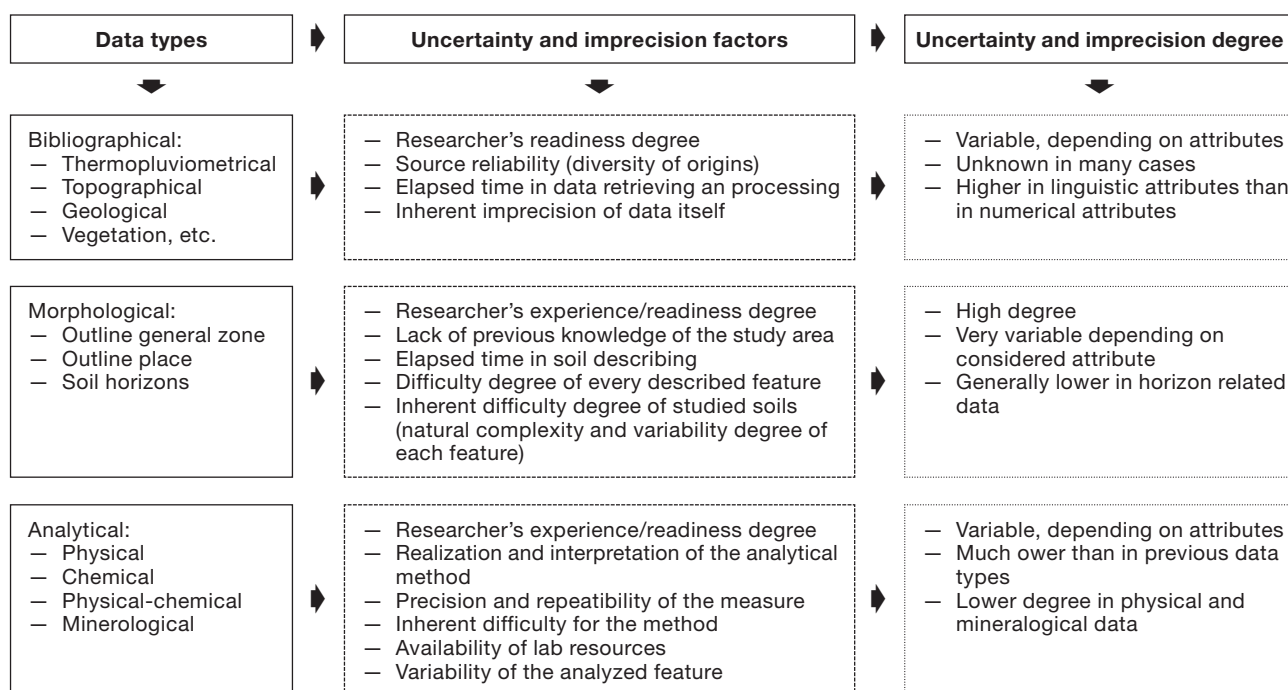 Data types
Uncertainty and imprecision factors
Uncertainty and imprecision degree
Bibliographical:
— Thermopluviometrical
— Topographical
— Geological
— Vegetation, etc.
— Researcher's readiness degree
— Source reliability (diversity of origins)
— Elapsed time in data retrieving an processing
— Inherent imprecision of data itself
— Variable, depending on attributes
— Unknown in many cases
— Higher in linguistic attributes than
in numerical attributes
Morphological:
— Outline general zone
— Outline place
— Soil horizons
— Researcher's experience/readiness degree
— Lack of previous knowledge of the study area
— Elapsed time in soil describing
— Difficulty degree of every described feature
— Inherent difficulty degree of studied soils
(natural complexity and variability degree of
each feature)
— High degree
— Very variable depending on
considered attribute
— Generally lower in horizon related
data
Analytical:
— Physical
— Chemical
— Physical-chemical
— Minerological
— Researcher's experience/readiness degree
— Realization and interpretation of the analytical
method
— Precision and repeatibility of the measure
— Inherent difficulty for the method
— Availability of lab resources
— Variability of the analyzed feature
— Variable, depending on attributes
— Much ower than in previous data
types
— Lower degree in physical and
mineralogical data